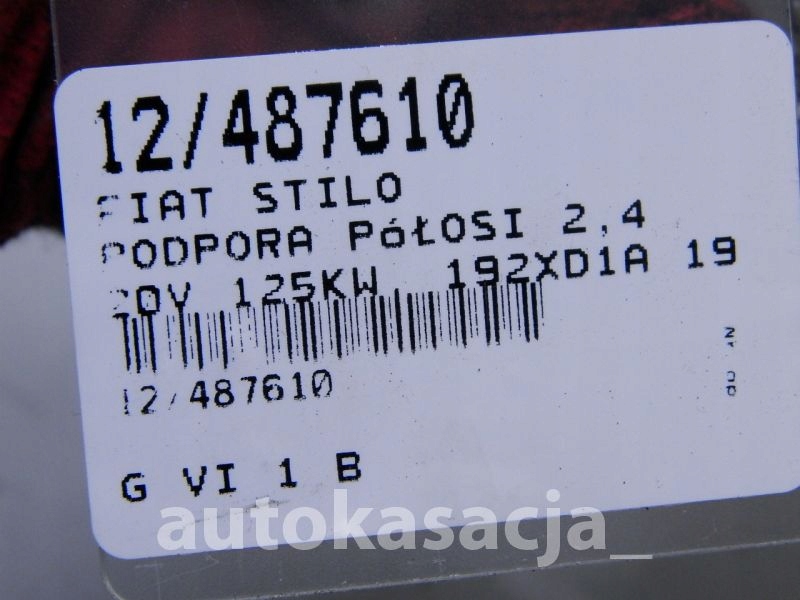 12/487610
FIAT STILO
PODPORA PÓŁOSI 2,4
20V 125KW, 192XD1A 19
12/487610
G VI 1 B
autokasacja_